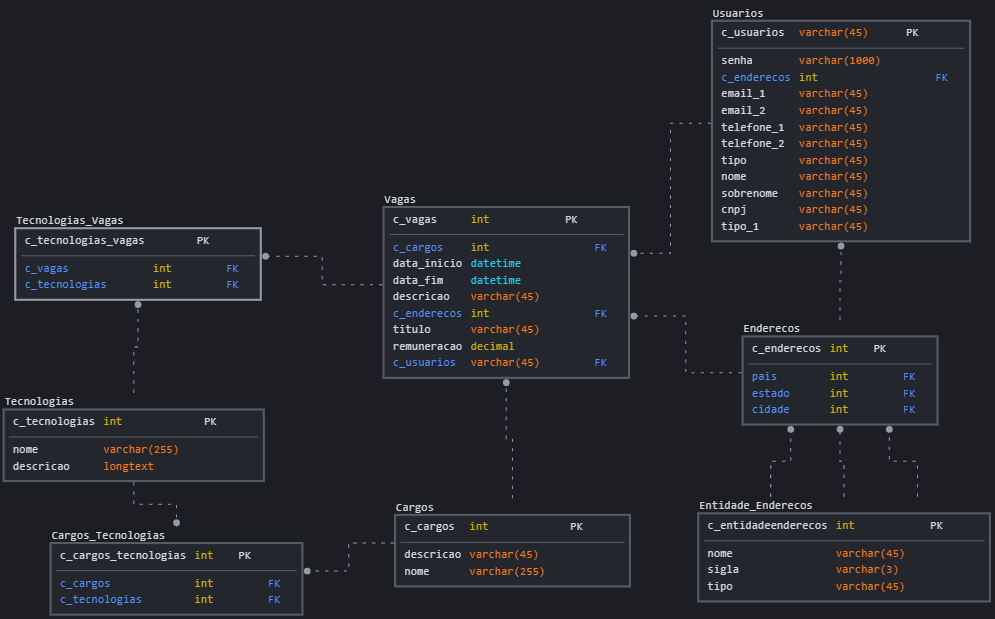 Usuarios
c_usuarios varchar(45) PK
senha varchar(1000)
c_enderecos int FK
email_1 varchar(45)
email_2 varchar(45)
telefone_1 varchar(45)
telefone_2 varchar(45)
tipo varchar(45)
nome varchar(45)
sobrenome varchar(45)
cnpj varchar(45)
tipo_1 varchar(45)
Vagas
c_vagas int PK
c_cargos int FK
data_inicio datetime
data_fim datetime
descricao varchar(45)
c_enderecos int FK
titulo varchar(45)
remuneracao decimal
c_usuarios varchar(45) FK
Tecnologias_Vagas
c_tecnologias_vagas PK
c_vagas int FK
c_tecnologias int FK
Enderecos
c_enderecos int PK
pais int FK
estado int FK
cidade int FK
Tecnologias
c_tecnologias int PK
nome varchar(255)
descricao longtext
Entidade_Enderecos
c_entidadeenderecos int PK
nome varchar(45)
sigla varchar(3)
tipo varchar(45)
Cargos
c_cargos int PK
descricao varchar(45)
nome varchar(255)
Cargos_Tecnologias
c_cargos_tecnologias int PK
c_cargos int FK
c_tecnologias int FK